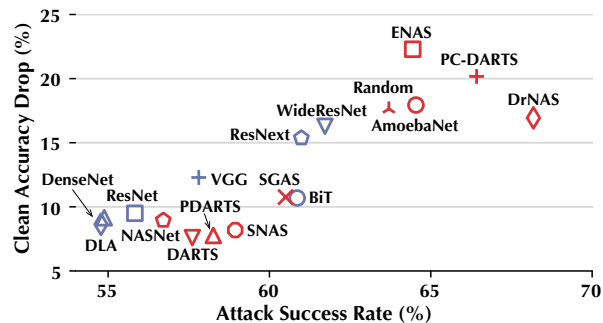 Clean Accuracy Drop (%)
25
20
15
10
5
ENAS
PC-DARTS
Random
DrNAS
WideResNet
AmoebaNet
ResNext
DenseNet
VGG
SGAS
BiT
ResNet
PDARTS
DLA
NASNet
SNAS
DARTS
55
60
65
70
Attack Success Rate (%)